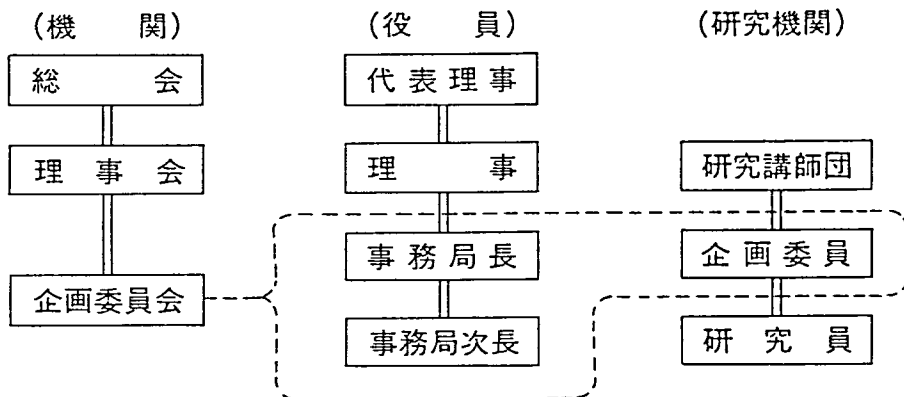 (機　関)
総　会
理事会
企画委員会
(役　員)
代表理事
理　事
事務局長
事務局次長
(研究機関)
研究講師団
企画委員
研究員